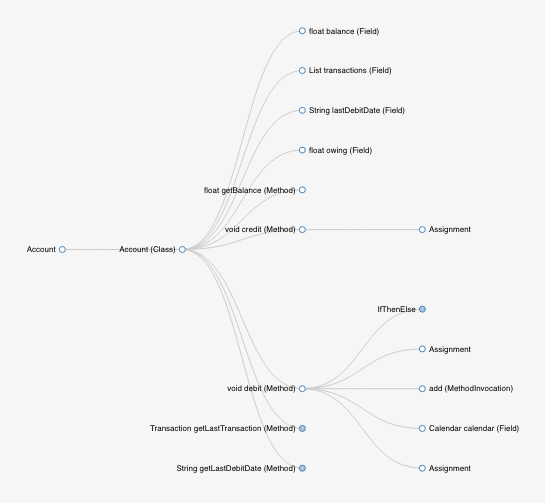 float balance (Field)
List transactions (Field)
String lastDebitDate (Field)
float owing (Field)
float getBalance (Method)
void credit (Method)
Assignment
Account
Account (Class)
IfThenElse
Assignment
void debit (Method)
add (MethodInvocation)
Transaction getLastTransaction (Method)
Calendar calendar (Field)
String getLastDebitDate (Method)
Assignment